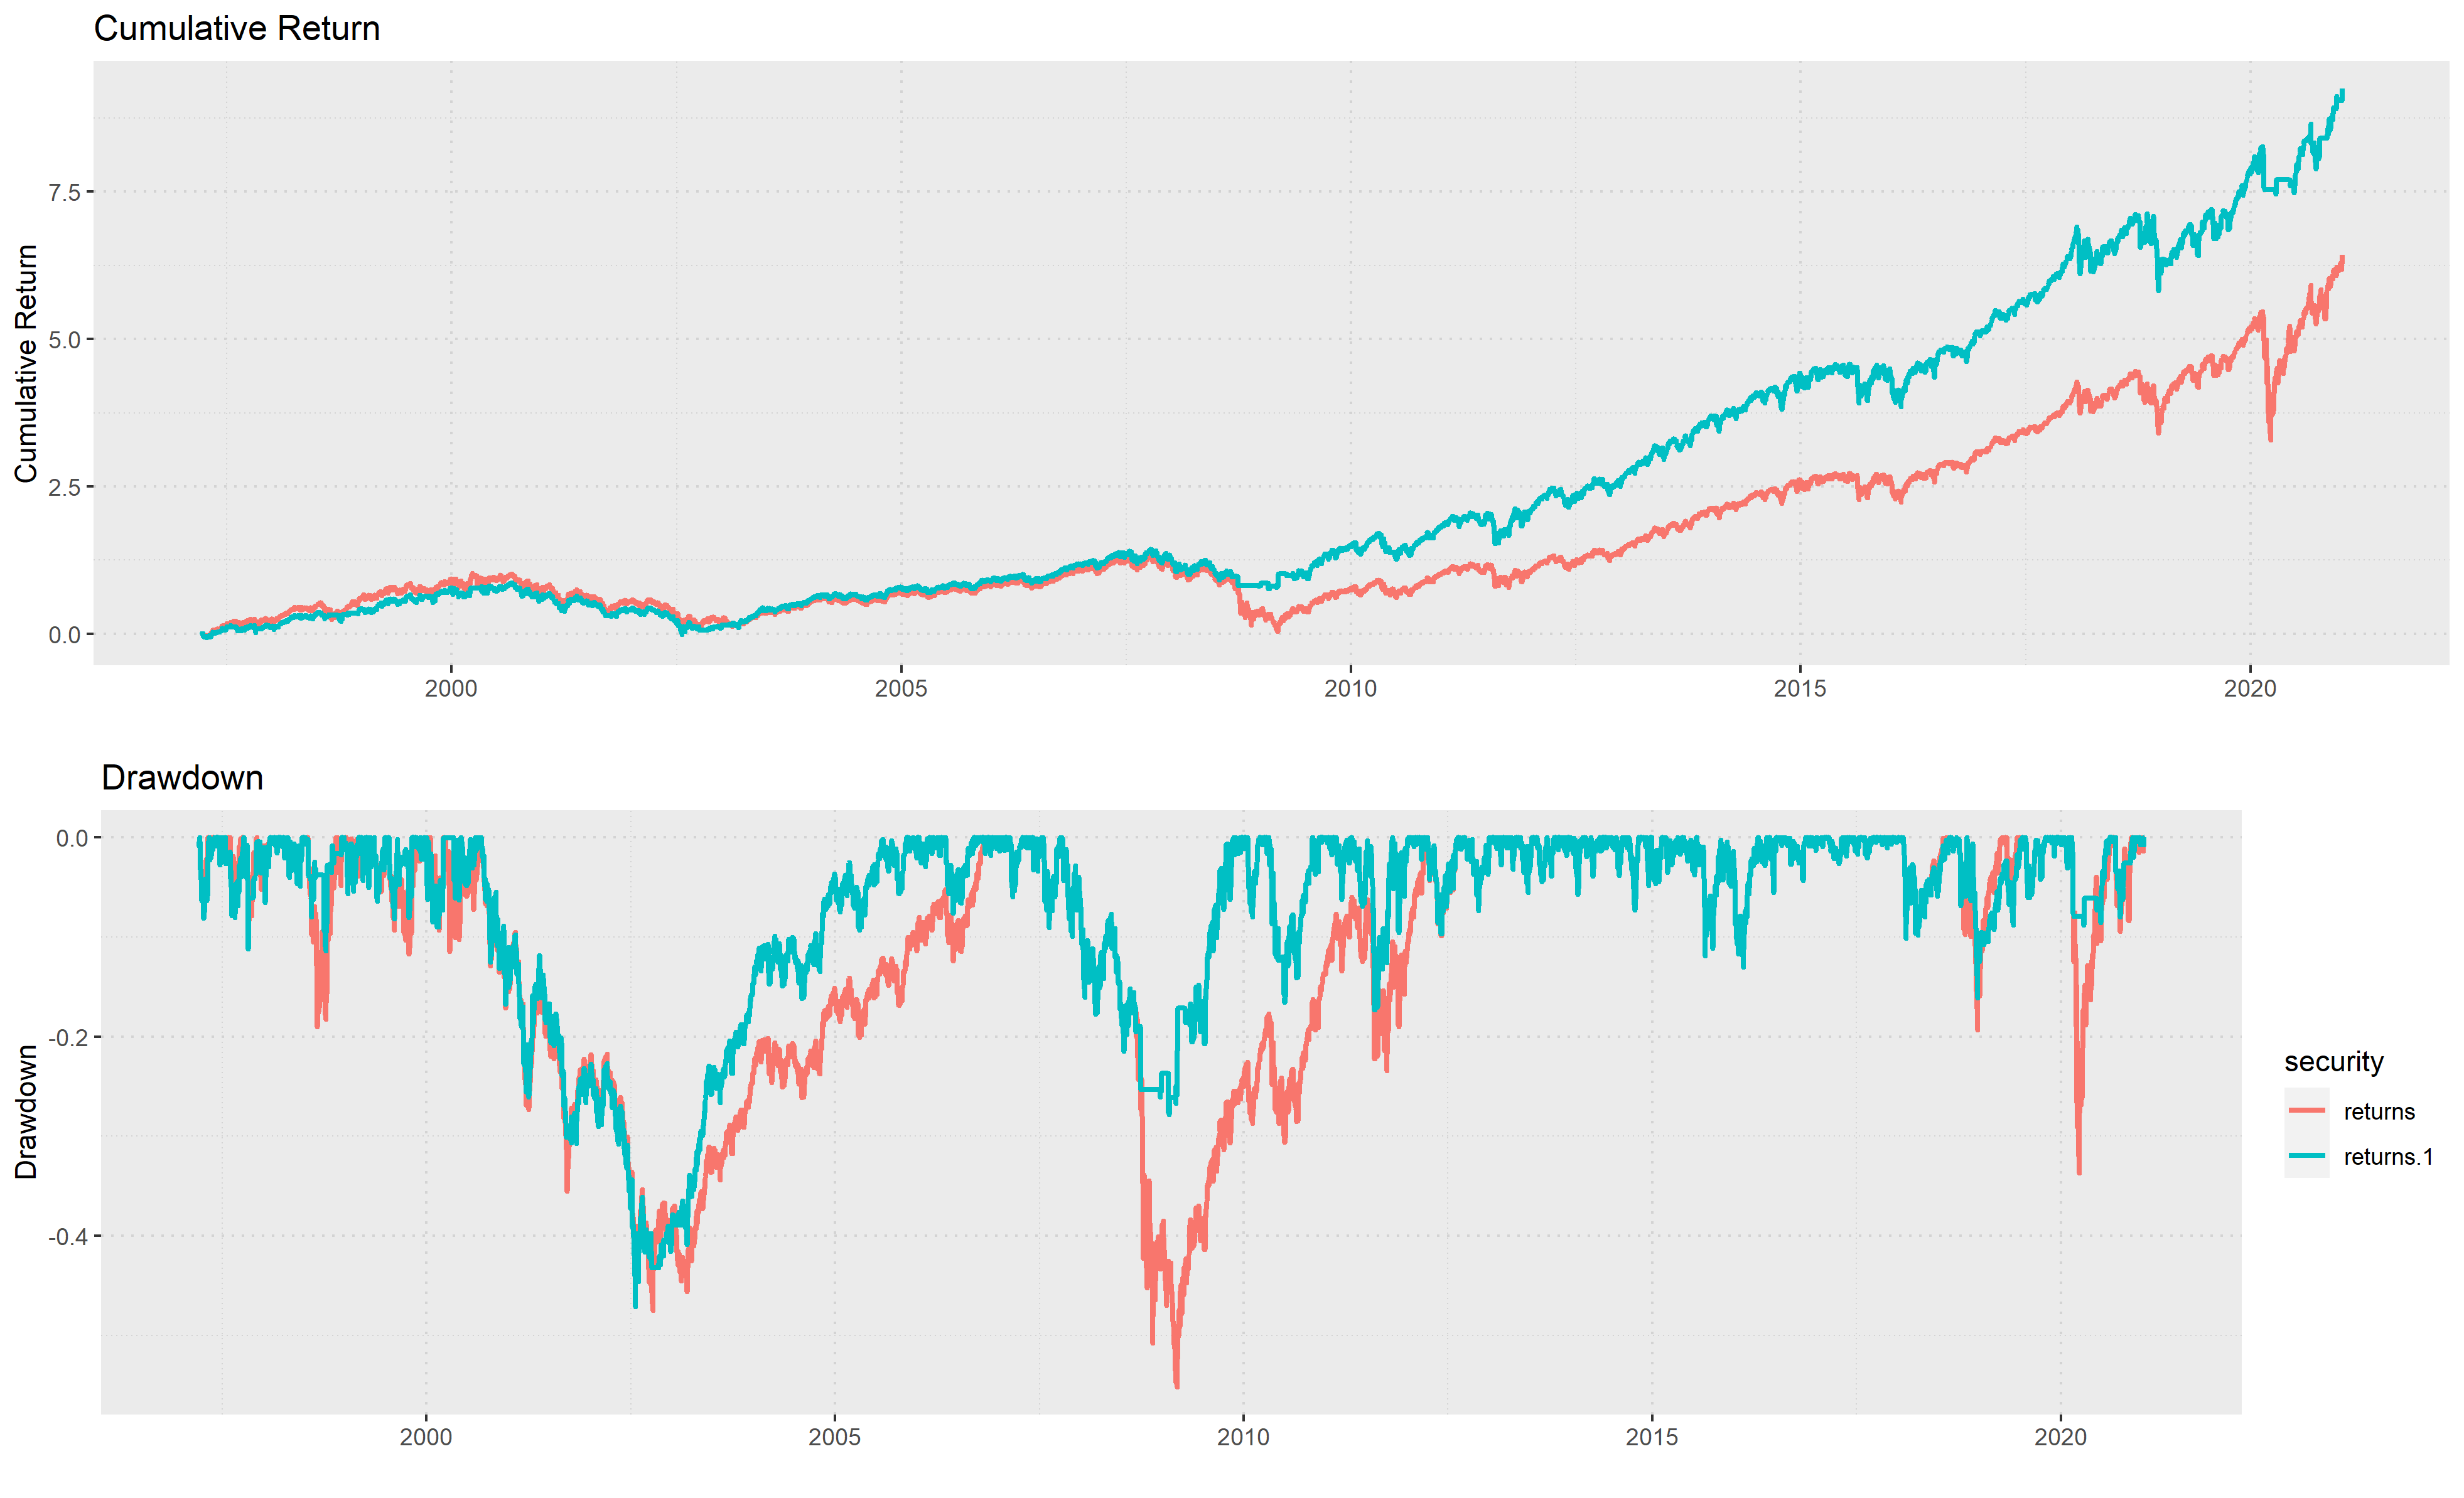 Cumulative Return
Cumulative Return
7.5
5.0
2.5
0.0
2000 2005 2010 2015 2020
Drawdown
Drawdown
0.0
-0.2
-0.4
2000 2005 2010 2015 2020
security
returns
returns.1